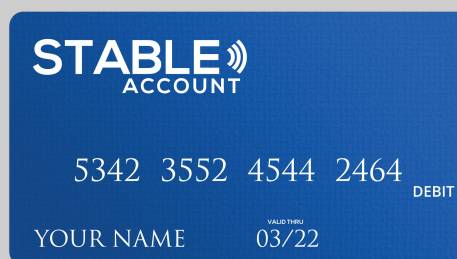 STABLE
ACCOUNT
5342 3552 4544 2464
DEBIT
VALID THRU
YOUR NAME 03/22